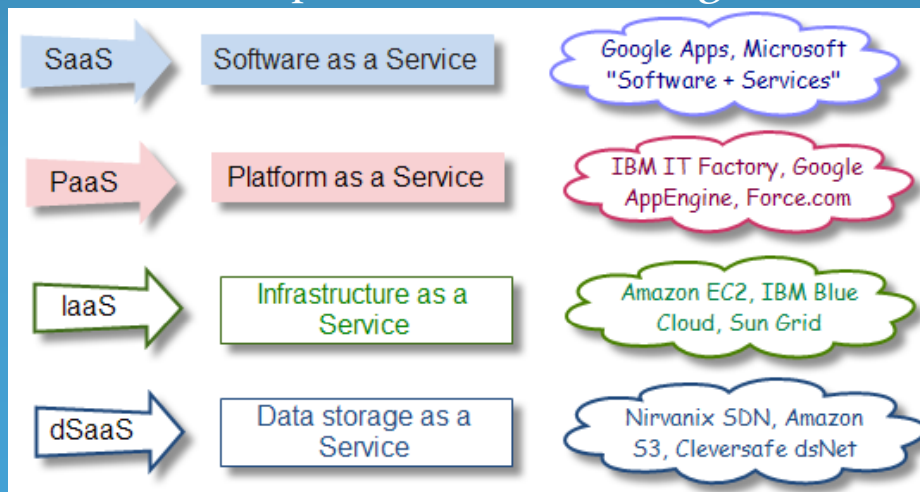 SaaS
Software as a Service
Google Apps, Microsoft
"Software + Services"
PaaS
Platform as a Service
IBM IT Factory, Google
AppEngine, Force.com
IaaS
Infrastructure as a
Service
Amazon EC2, IBM Blue
Cloud, Sun Grid
dSaaS
Data storage as a
Service
Nirvanix SDN, Amazon
S3, Cleversafe dsNet